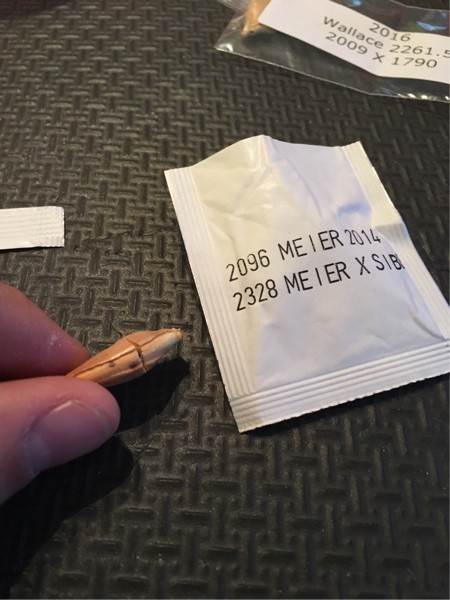 2016
Wallace 2261.5
2009 X 1790
2096 MEIER 2014
2328 MEIER X SIB